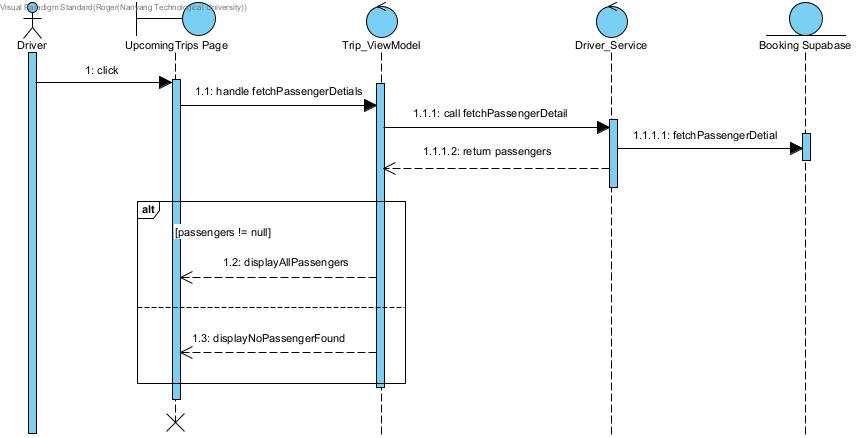 Visual Paradigm Standard(Roger(Nanyang Technological University))
Driver
UpcomingTrips Page
Trip_ViewModel
Driver_Service
Booking Supabase
1: click
1.1: handle fetchPassengerDetials
1.1.1: call fetchPassengerDetail
1.1.1.1: fetchPassengerDetial
1.1.1.2: return passengers
alt
[passengers != null]
1.2: displayAllPassengers
1.3: displayNoPassengerFound